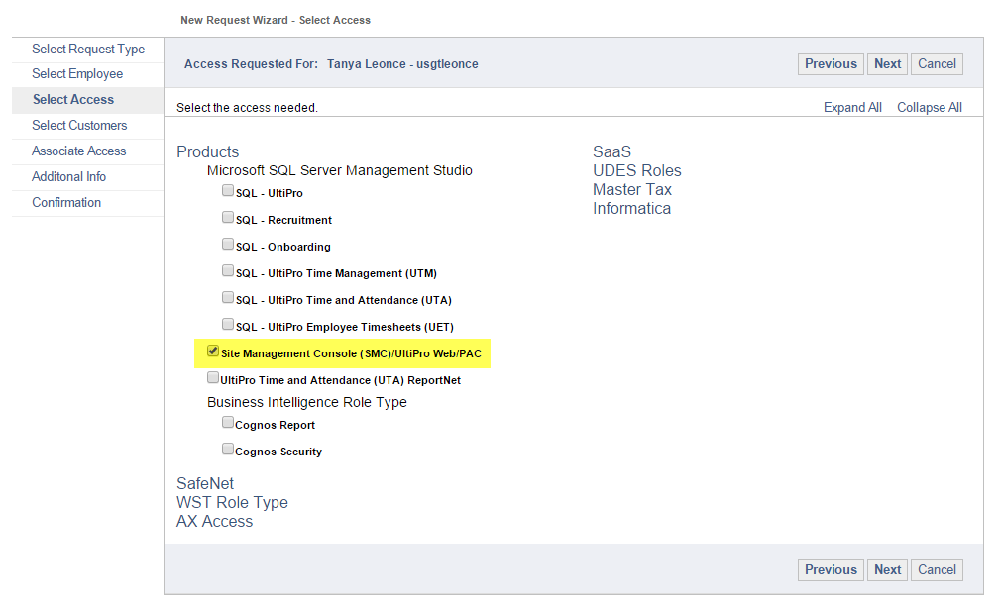 New Request Wizard - Select Access
Select Request Type
Select Employee
Select Access
Select Customers
Associate Access
Additonal Info
Confirmation
Access Requested For: Tanya Leonce - usgtleonce
Previous Next Cancel
Select the access needed.
Expand All Collapse All
Products
Microsoft SQL Server Management Studio
SQL - UltiPro
SQL - Recruitment
SQL - Onboarding
SQL - UltiPro Time Management (UTM)
SQL - UltiPro Time and Attendance (UTA)
SQL - UltiPro Employee Timesheets (UET)
Site Management Console (SMC)/UltiPro Web/PAC
UltiPro Time and Attendance (UTA) ReportNet
Business Intelligence Role Type
Cognos Report
Cognos Security
SafeNet
WST Role Type
AX Access
SaaS
UDES Roles
Master Tax
Informatica
Previous Next Cancel